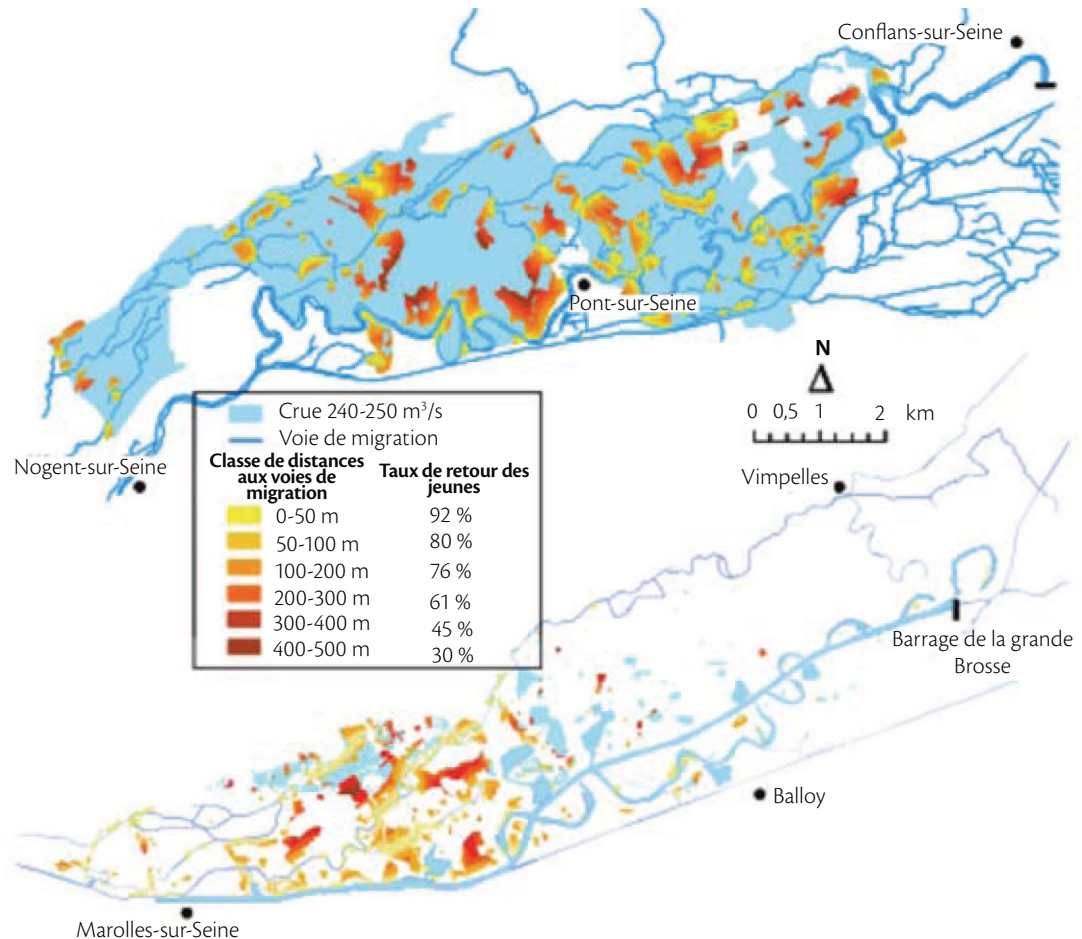 Conflans-sur-Seine
Pont-sur-Seine
Nogent-sur-Seine
Crue 240-250 m³/s
Voie de migration
Classe de distances
aux voies de
migration
Taux de retour des
jeunes
0-50 m 92 %
50-100 m 80 %
100-200 m 76 %
200-300 m 61 %
300-400 m 45 %
400-500 m 30 %
N
0 0,5 1 2 km
Vimpelles
Barrage de la grande
Brosse
Balloy
Marolles-sur-Seine